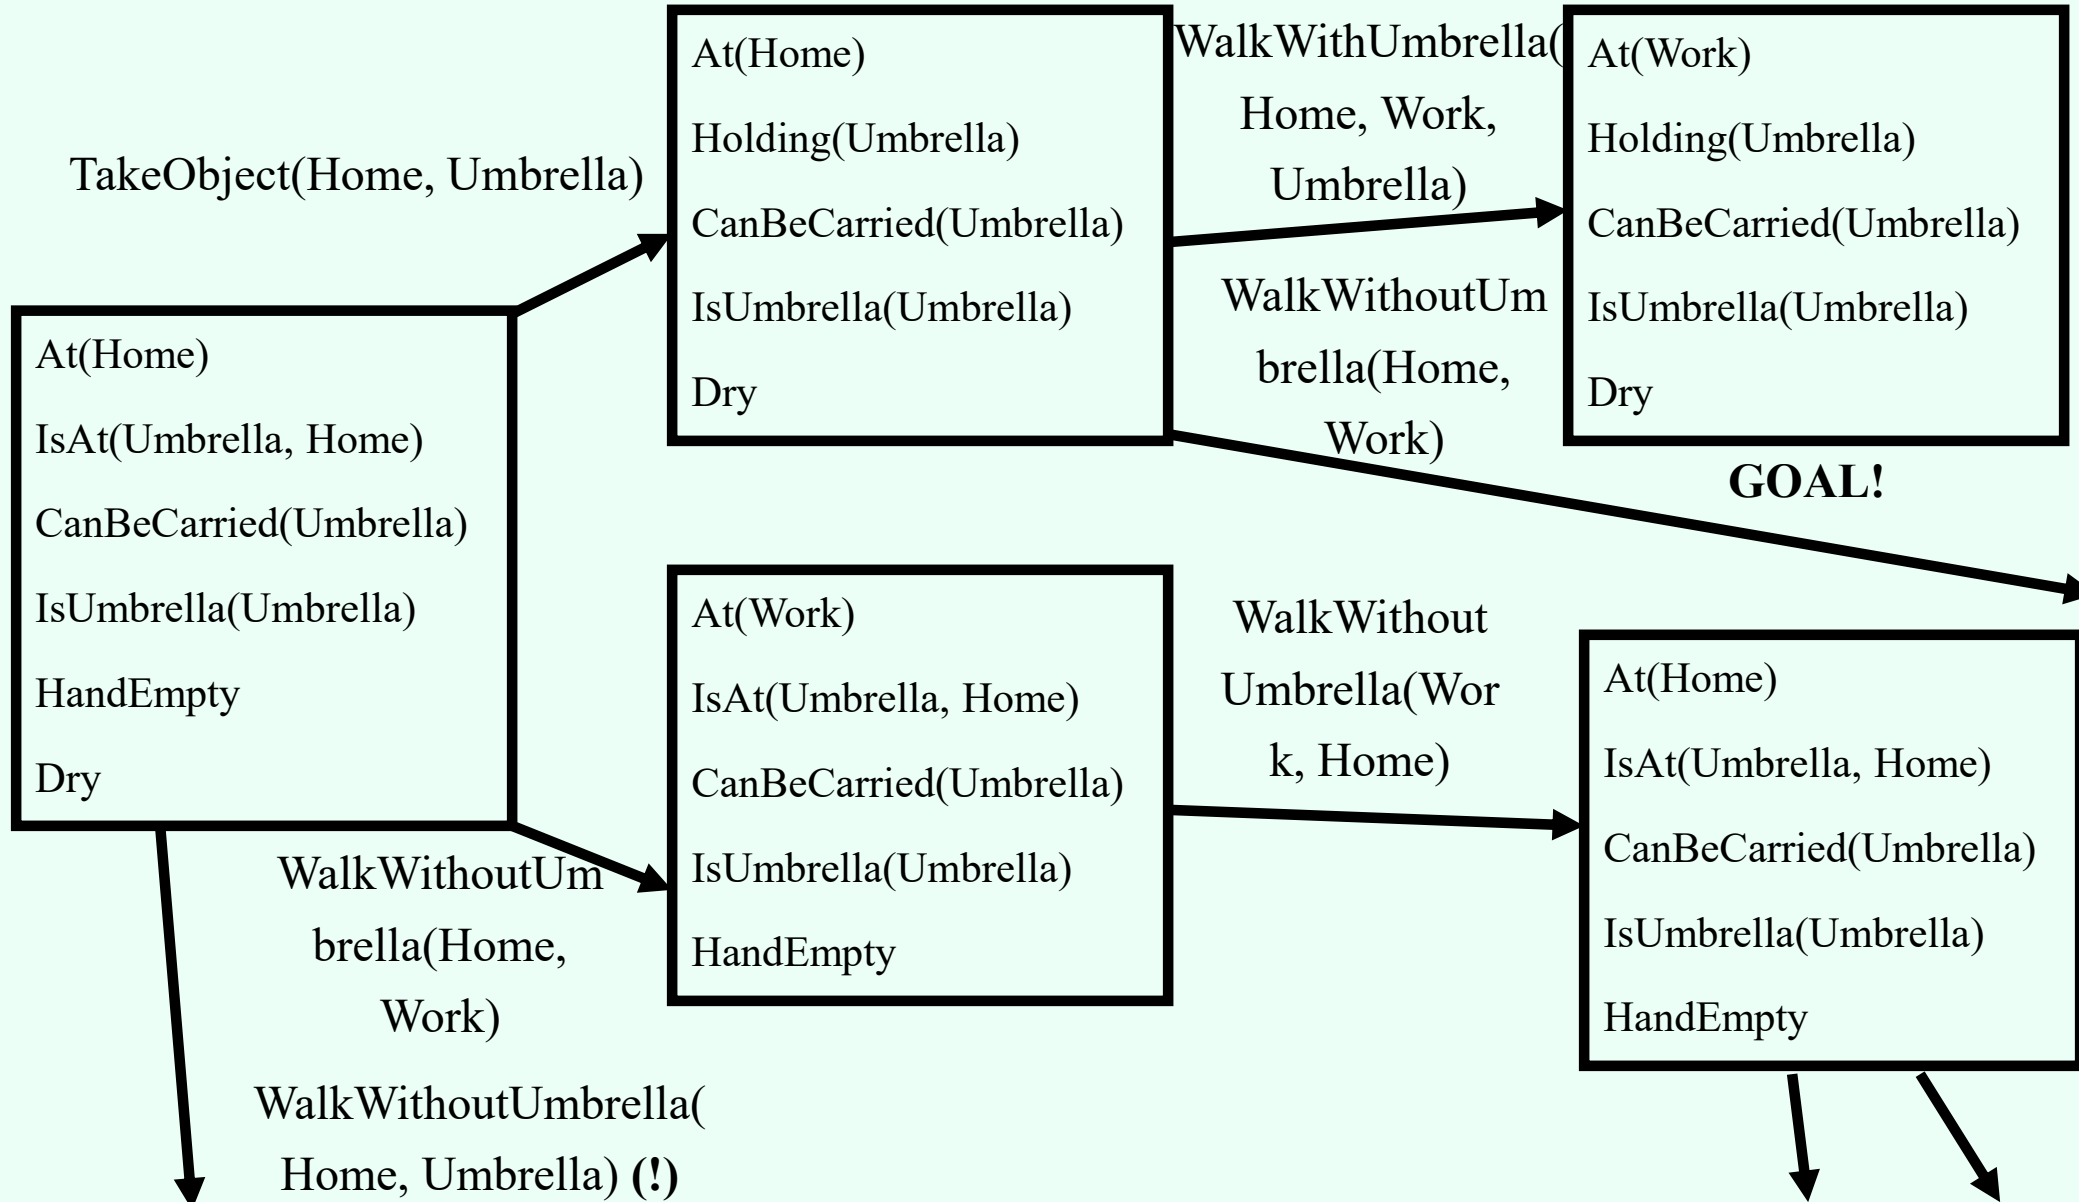 TakeObject(Home, Umbrella)
At(Home)
IsAt(Umbrella, Home)
CanBeCarried(Umbrella)
IsUmbrella(Umbrella)
HandEmpty
Dry
At(Home)
Holding(Umbrella)
CanBeCarried(Umbrella)
IsUmbrella(Umbrella)
Dry
WalkWithUmbrella(
Home, Work,
Umbrella)
WalkWithoutUm
brella(Home,
Work)
At(Work)
Holding(Umbrella)
CanBeCarried(Umbrella)
IsUmbrella(Umbrella)
Dry
GOAL!
WalkWithoutUm
brella(Home,
Work)
WalkWithoutUmbrella(
Home, Umbrella) (!)
At(Work)
IsAt(Umbrella, Home)
CanBeCarried(Umbrella)
IsUmbrella(Umbrella)
HandEmpty
WalkWithout
Umbrella(Wor
k, Home)
At(Home)
IsAt(Umbrella, Home)
CanBeCarried(Umbrella)
IsUmbrella(Umbrella)
HandEmpty